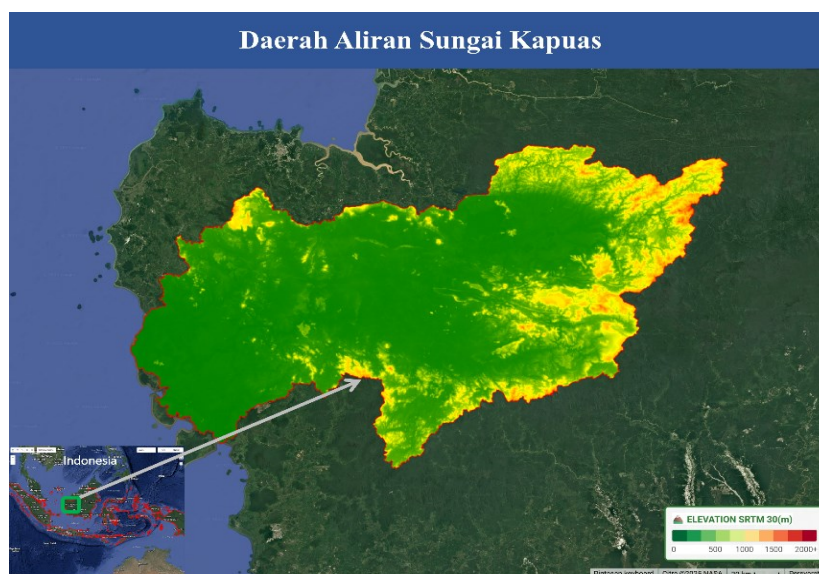 Daerah Aliran Sungai Kapuas
Indonesia
ELEVATION SRTM 30(m)
0 500 1000 1500 2000+